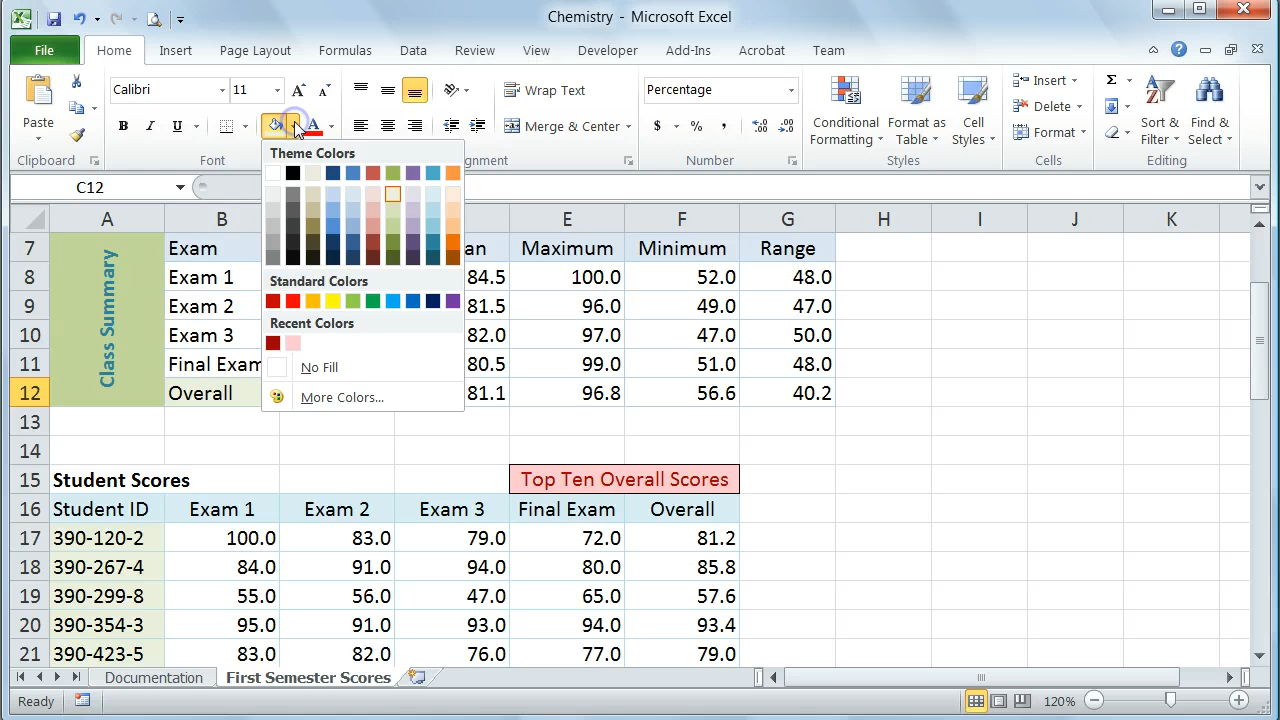 Chemistry - Microsoft Excel
File Home Insert Page Layout Formulas Data Review View Developer Add-Ins Acrobat Team
Paste
Clipboard
Calibri 11
B I U A
Font
Wrap Text
Merge & Center
gnment
Percentage
$ % ,
Number
Conditional Formatting
Format as Table
Cell Styles
Styles
Insert
Delete
Format
Cells
Σ
Sort & Filter
Find & Select
Editing
C12
Theme Colors
Standard Colors
Recent Colors
No Fill
More Colors...
A B E F G H I J K
Class Summary
7 Exam an Maximum Minimum Range
8 Exam 1 84.5 100.0 52.0 48.0
9 Exam 2 81.5 96.0 49.0 47.0
10 Exam 3 82.0 97.0 47.0 50.0
11 Final Exam 80.5 99.0 51.0 48.0
12 Overall 81.1 96.8 56.6 40.2
13
14
15 Student Scores Top Ten Overall Scores
16 Student ID Exam 1 Exam 2 Exam 3 Final Exam Overall
17 390-120-2 100.0 83.0 79.0 72.0 81.2
18 390-267-4 84.0 91.0 94.0 80.0 85.8
19 390-299-8 55.0 56.0 47.0 65.0 57.6
20 390-354-3 95.0 91.0 93.0 94.0 93.4
21 390-423-5 83.0 82.0 76.0 77.0 79.0
Documentation First Semester Scores
Ready 120%